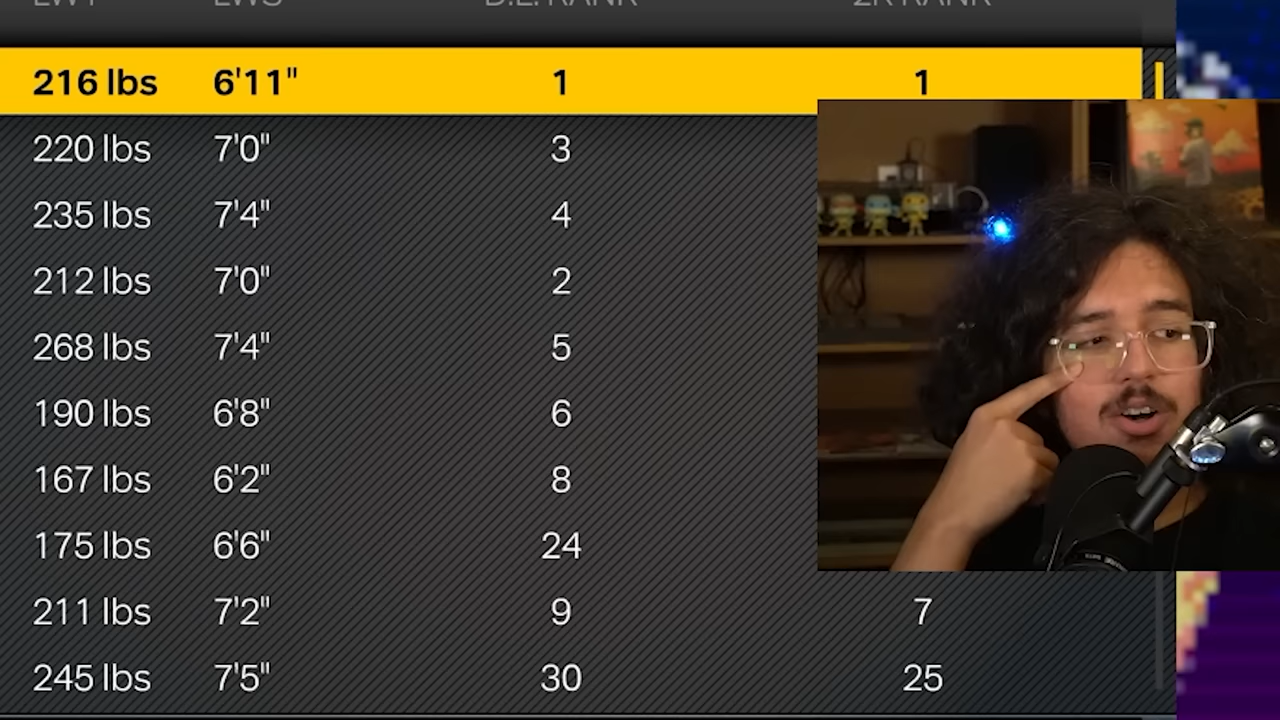 216 lbs 6'11" 1 1
220 lbs 7'0" 3
235 lbs 7'4" 4
212 lbs 7'0" 2
268 lbs 7'4" 5
190 lbs 6'8" 6
167 lbs 6'2" 8
175 lbs 6'6" 24
211 lbs 7'2" 9 7
245 lbs 7'5" 30 25